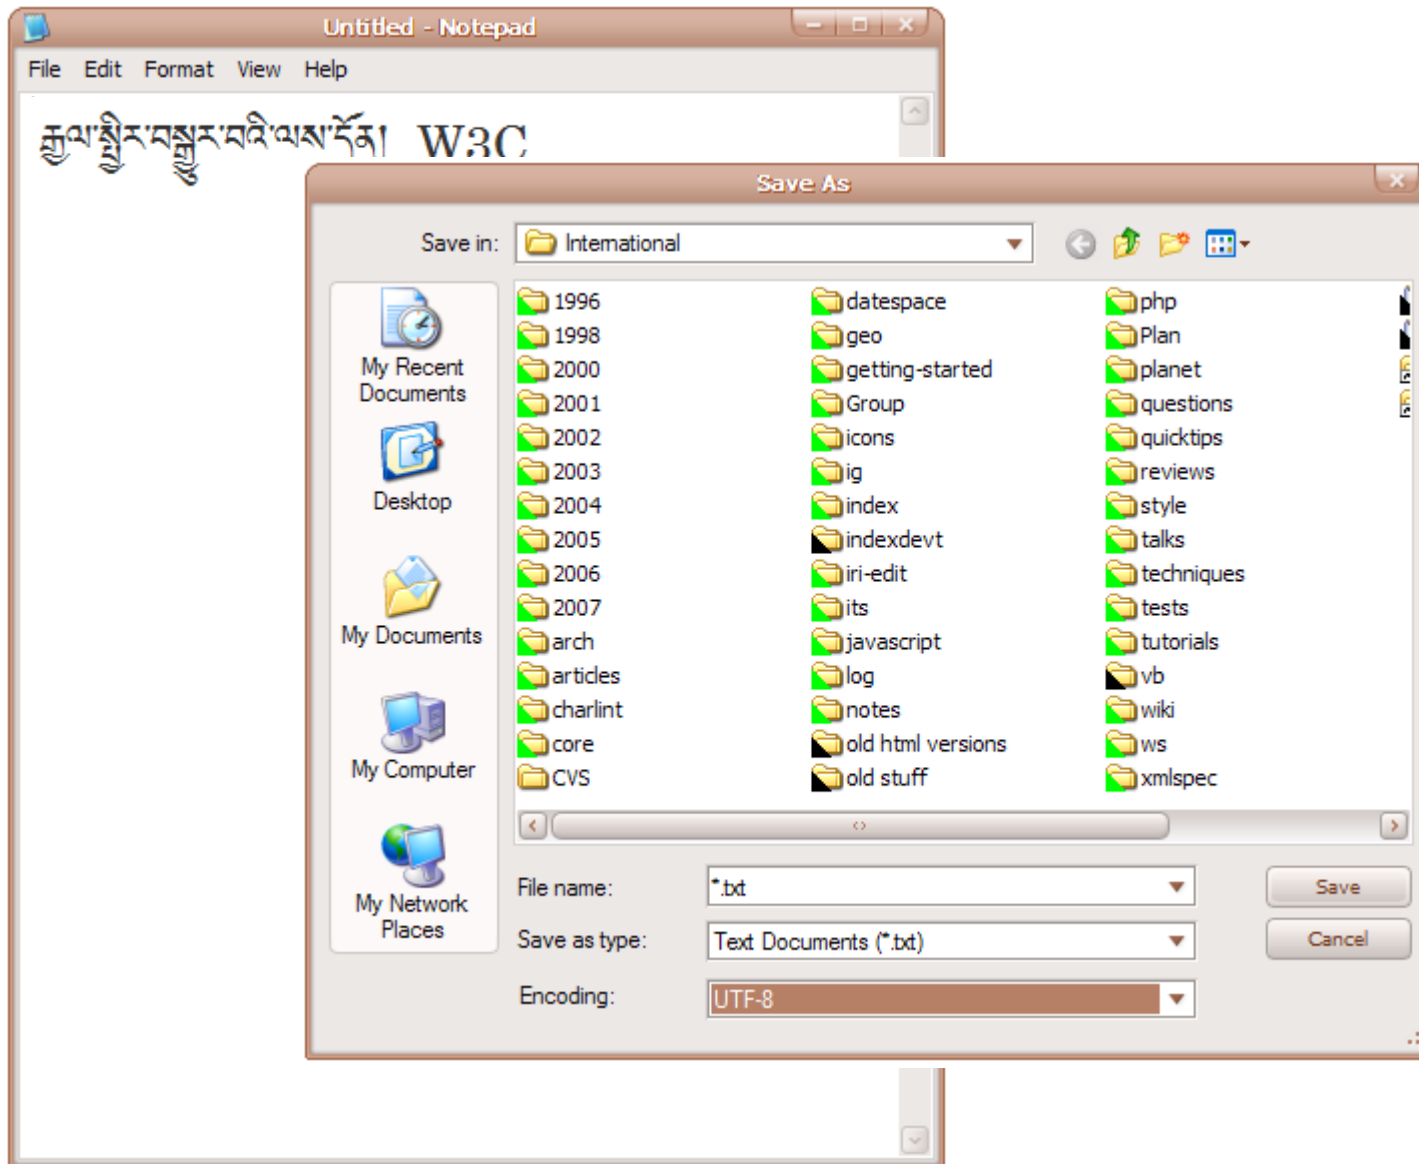 Untitled - Notepad
File Edit Format View Help
རྒྱལ་སྤྱིར་བསྒྱུར་བའི་ལས་དོན། W3C
Save As
Save in: International
My Recent Documents
Desktop
My Documents
My Computer
My Network Places
1996 datespace php
1998 geo Plan
2000 getting-started planet
2001 Group questions
2002 icons quicktips
2003 ig reviews
2004 index style
2005 indexdevt talks
2006 iri-edit techniques
2007 its tests
arch javascript tutorials
articles log vb
charlint notes wiki
core old html versions ws
CVS old stuff xmlspec
File name: *.txt Save
Save as type: Text Documents (*.txt) Cancel
Encoding: UTF-8